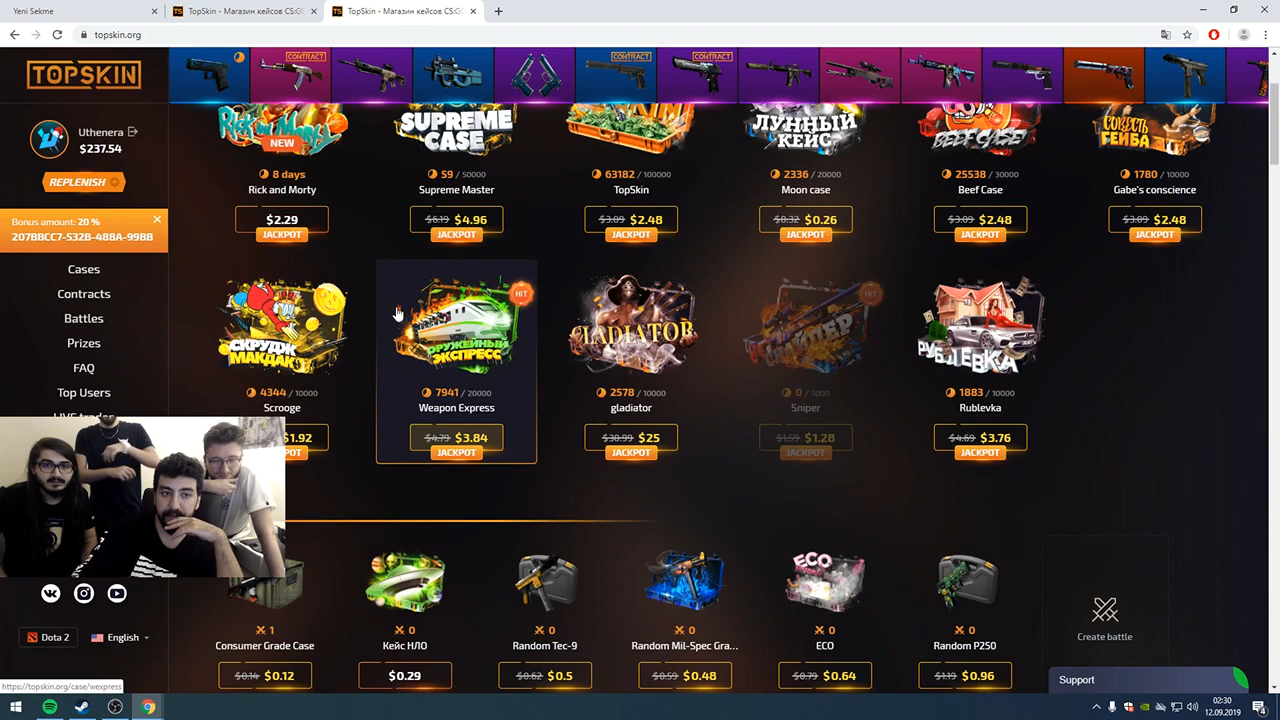 Yeni Sekme
TopSkin - Магазин кейсов CS:GO
TopSkin - Магазин кейсов CS:GO
topskin.org
TOPSKIN
CONTRACT
CONTRACT
CONTRACT
Uthenera
$237.54
REPLENISH
Bonus amount: 20 %
207BBCC7-532B-488A-99BB
Cases
Contracts
Battles
Prizes
FAQ
Top Users
Dota 2
English
NEW
SUPREME CASE
ЛУННЫЙ КЕЙС
BEEF CASE
СОВЕСТЬ ГЕЙБА
8 days
59 / 50000
63182 / 100000
2336 / 20000
25538 / 30000
1780 / 10000
Rick and Morty
Supreme Master
TopSkin
Moon case
Beef Case
Gabe's conscience
$2.29
$6.19 $4.96
$3.09 $2.48
$0.32 $0.26
$3.09 $2.48
$3.09 $2.48
JACKPOT
JACKPOT
JACKPOT
JACKPOT
JACKPOT
JACKPOT
HIT
HIT
СКРУДЖ МАКДАК
ОРУЖЕЙНЫЙ ЭКСПРЕСС
GLADIATOR
СНАЙПЕР
РУБЛЕВКА
4344 / 10000
7941 / 20000
2578 / 10000
0 / 5000
1883 / 10000
Scrooge
Weapon Express
gladiator
Sniper
Rublevka
$1.92
$4.79 $3.84
$30.99 $25
$1.59 $1.28
$4.69 $3.76
JACKPOT
JACKPOT
JACKPOT
JACKPOT
ECO
1
0
0
0
0
0
Consumer Grade Case
Кейс НЛО
Random Tec-9
Random Mil-Spec Gra...
ECO
Random P250
Create battle
$0.14 $0.12
$0.29
$0.62 $0.5
$0.59 $0.48
$0.79 $0.64
$1.19 $0.96
Support
https://topskin.org/case/wexpress
02:30
12.09.2019
4